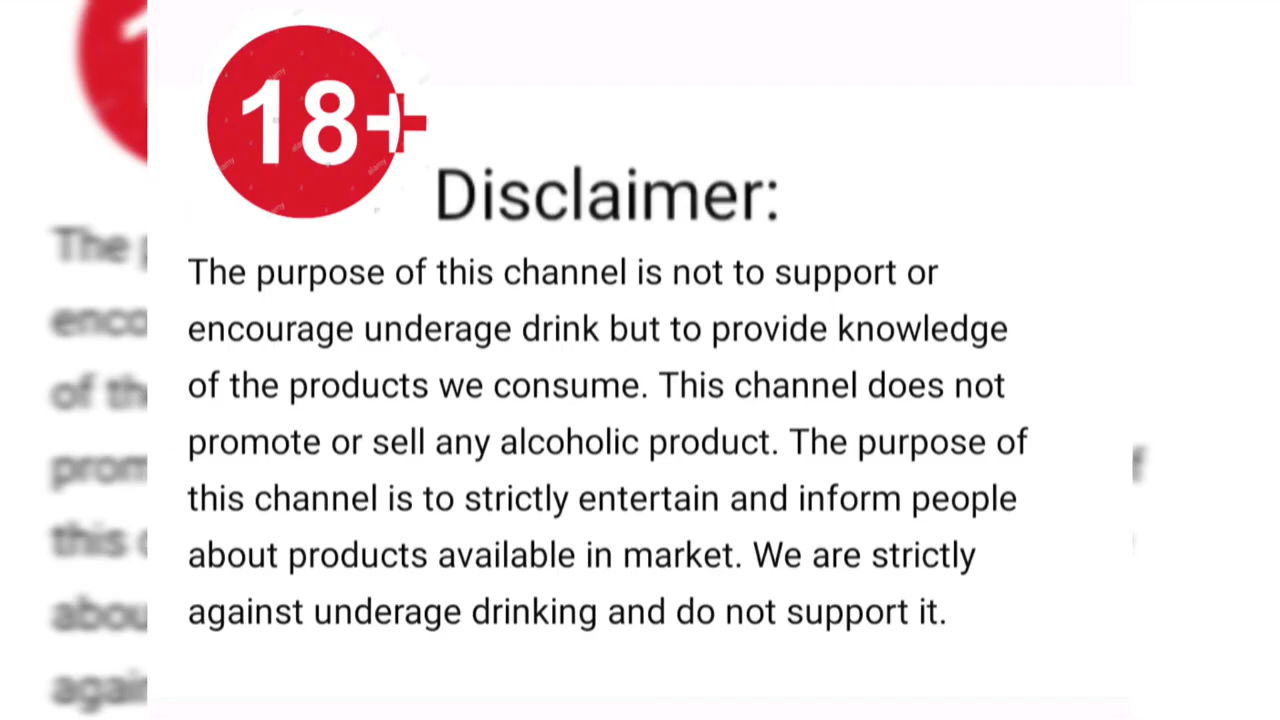 18+
Disclaimer:
The purpose of this channel is not to support or
encourage underage drink but to provide knowledge
of the products we consume. This channel does not
promote or sell any alcoholic product. The purpose of
this channel is to strictly entertain and inform people
about products available in market. We are strictly
against underage drinking and do not support it.